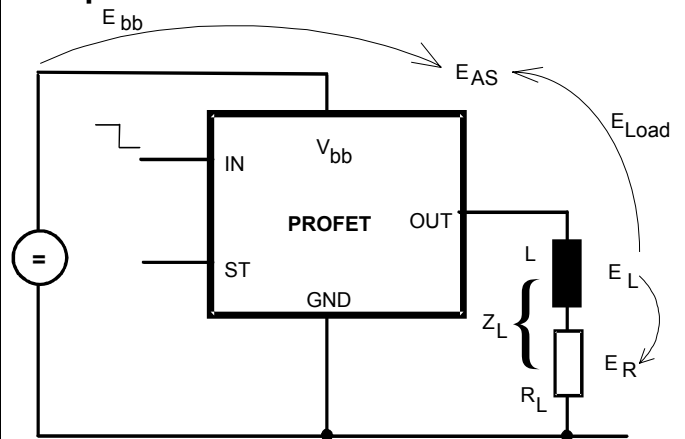 E bb
E AS
E Load
V bb
IN
PROFET
OUT
ST
GND
L
E L
Z L {
E R
R L
=